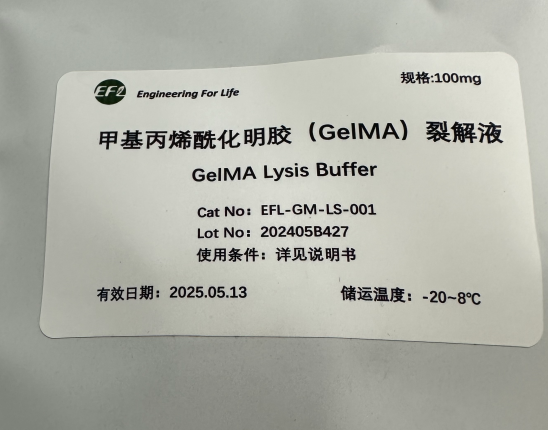 规格:100mg
EFL Engineering For Life
甲基丙烯酰化明胶（GelMA）裂解液
GelMA Lysis Buffer
Cat No：EFL-GM-LS-001
Lot No：202405B427
使用条件：详见说明书
有效日期：2025.05.13 储运温度：-20~8℃